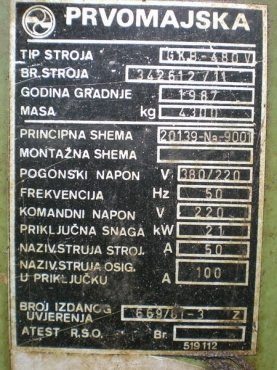 PRVOMAJSKA
TIP STROJA GKB-480V
BR.STROJA 342612/11
GODINA GRADNJE 1987
MASA kg 4300
PRINCIPNA SHEMA 20139-Na-9001
MONTAŽNA SHEMA
POGONSKI NAPON V 380/220
FREKVENCIJA Hz 50
KOMANDNI NAPON V 220
PRIKLJUČNA SNAGA kW 21
NAZIV.STRUJA STROJ. A 50
NAZIV.STRUJA OSIG.
U PRIKLJUČKU A 100
BROJ IZDANOG
UVJERENJA Z
ATEST R.Š.O. Br.
519112